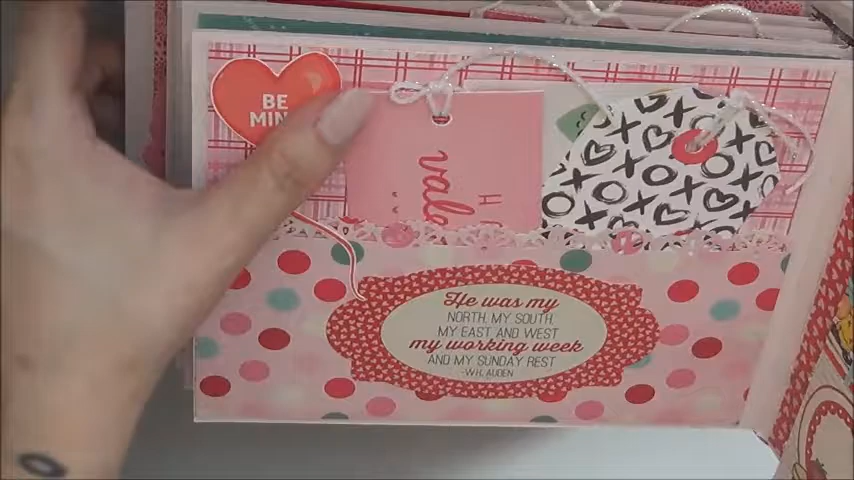 BE
MIN
He was my
NORTH, MY SOUTH,
MY EAST AND WEST
my working week
AND MY SUNDAY REST
-W.H. AUDEN